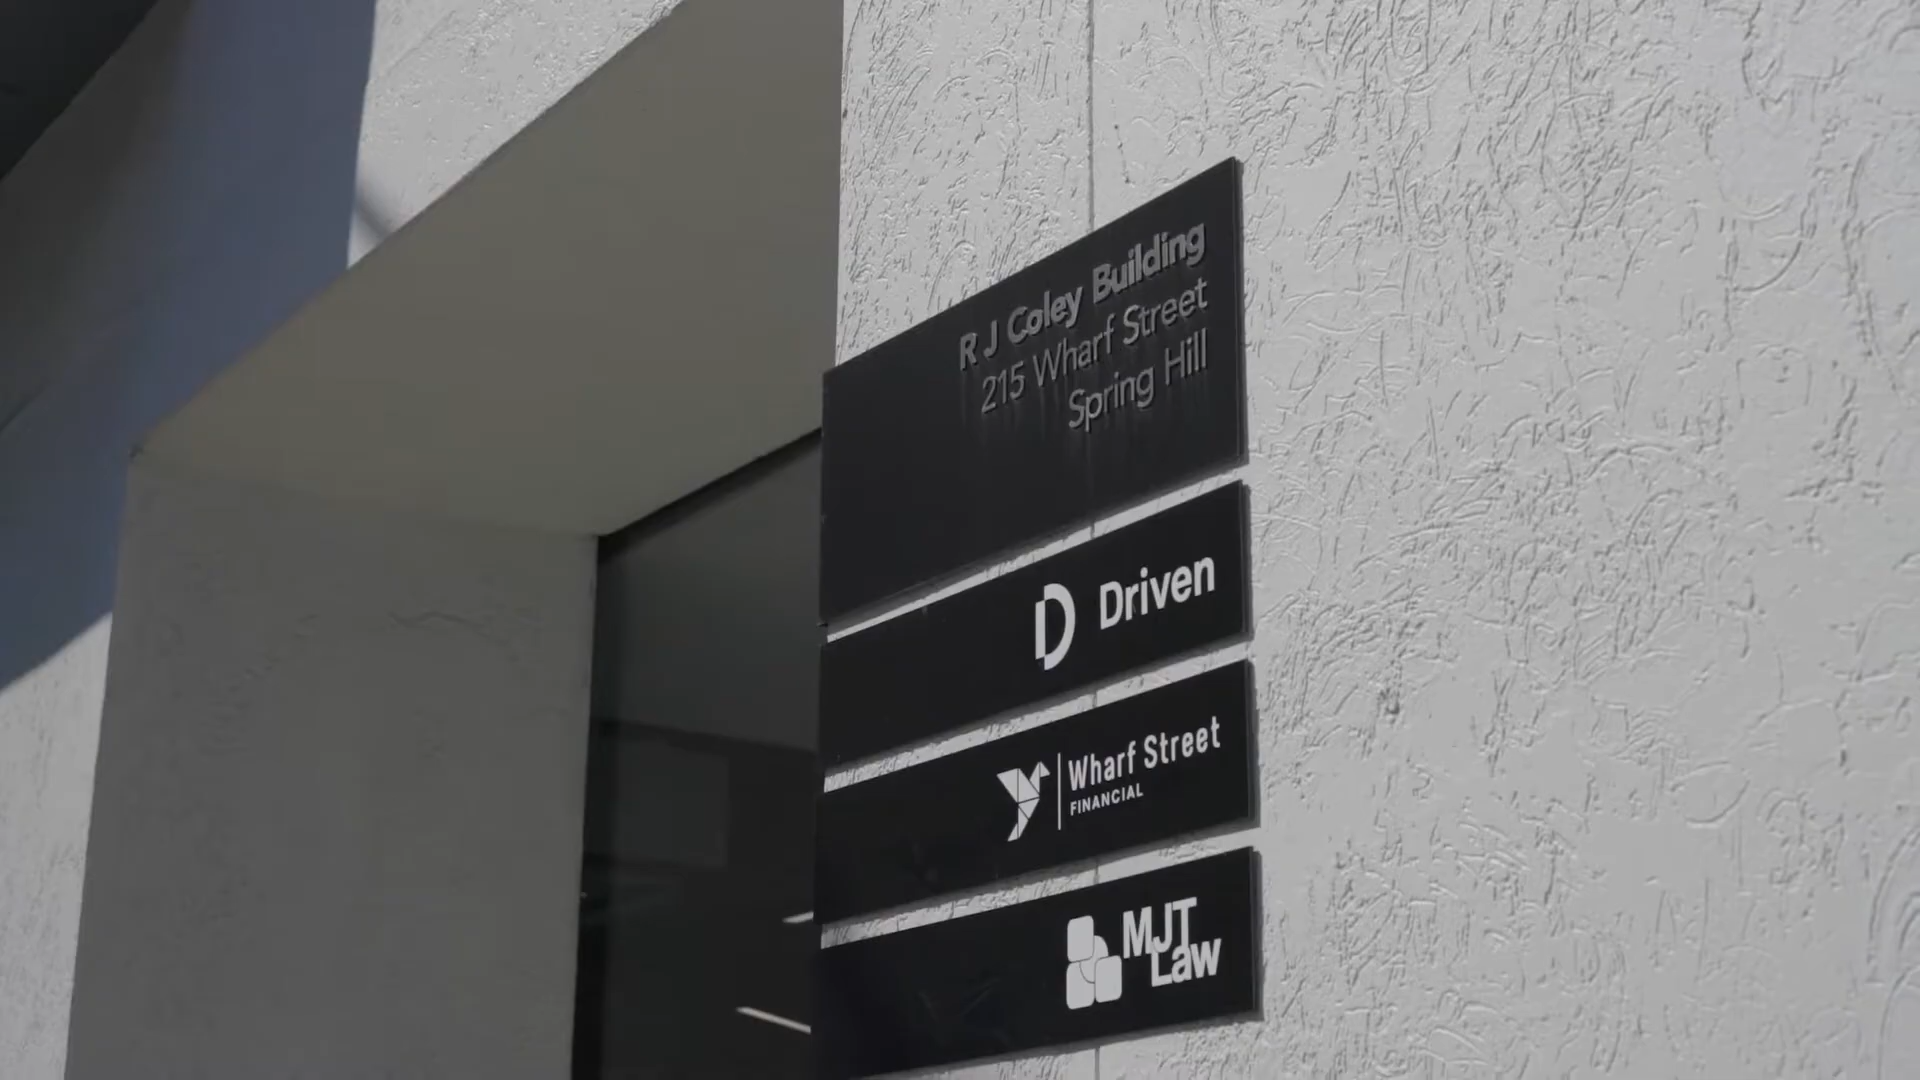 R J Coley Building
215 Wharf Street
Spring Hill
D Driven
Wharf Street
FINANCIAL
MJT
Law